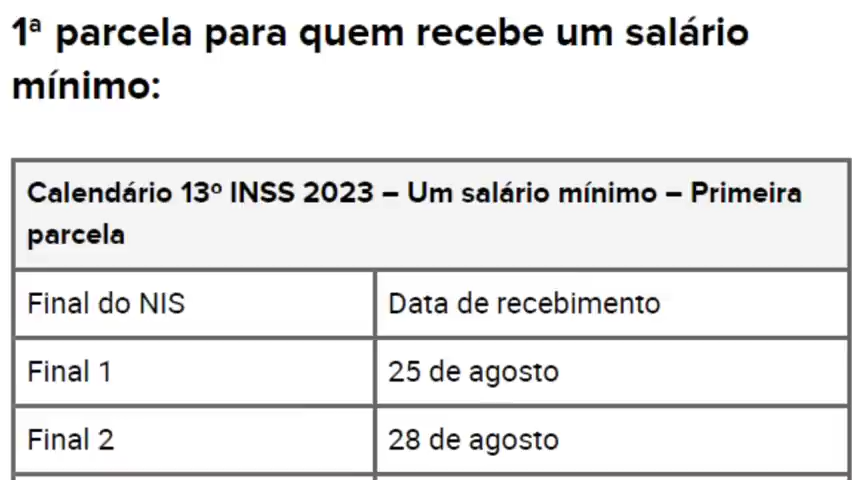 1ª parcela para quem recebe um salário
mínimo:
Calendário 13º INSS 2023 – Um salário mínimo – Primeira
parcela
Final do NIS Data de recebimento
Final 1 25 de agosto
Final 2 28 de agosto